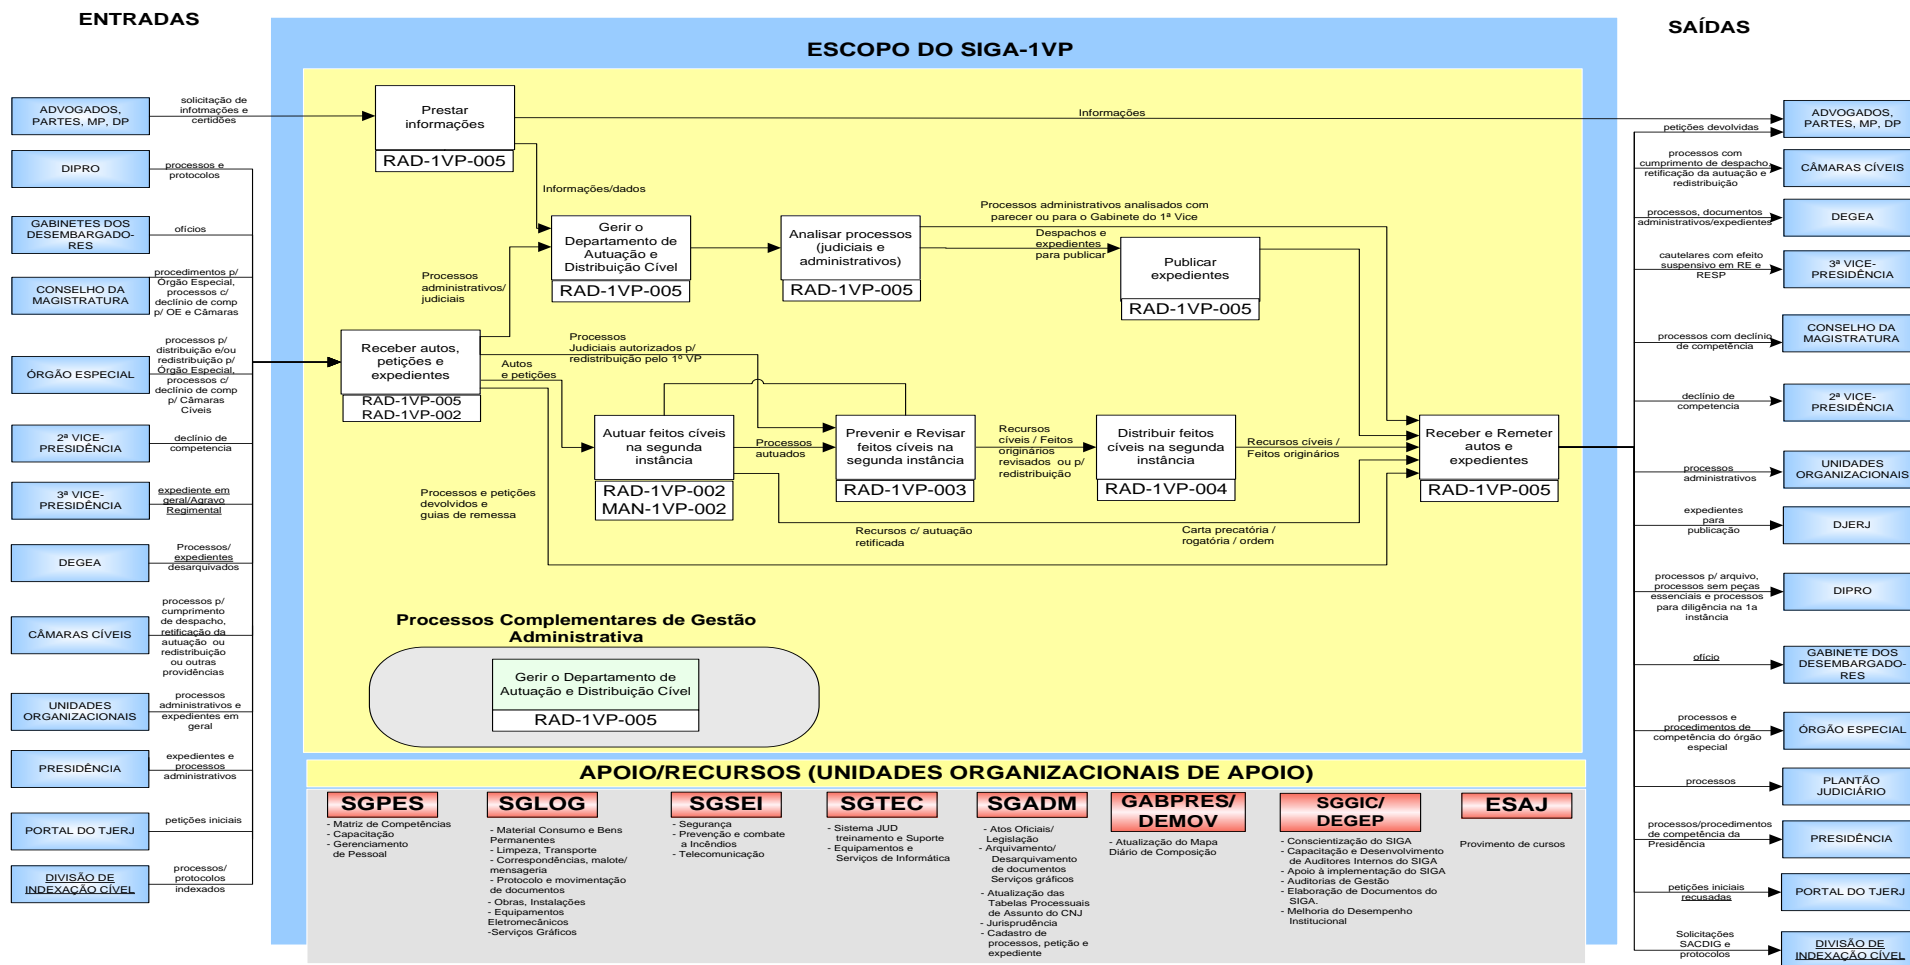 ENTRADAS
SAÍDAS
ESCOPO DO SIGA-1VP
ADVOGADOS,
PARTES, MP, DP
solicitação de
infotmações e
certidões
DIPRO
processos e
protocolos
GABINETES DOS
DESEMBARGADO-
RES
ofícios
CONSELHO DA
MAGISTRATURA
procedimentos p/
Órgão Especial,
processos c/
declínio de comp
p/ OE e Câmaras
ÓRGÃO ESPECIAL
processos p/
distribuição e/ou
redistribuição p/
Órgão Especial,
processos c/
declínio de comp
p/ Câmaras
Cíveis
2ª VICE-
PRESIDÊNCIA
declínio de
competencia
3ª VICE-
PRESIDÊNCIA
expediente em
geral/Agravo
Regimental
DEGEA
Processos/
expedientes
desarquivados
CÂMARAS CÍVEIS
processos p/
cumprimento
de despacho,
retificação da
autuação ou
redistribuição
ou outras
providências
UNIDADES
ORGANIZACIONAIS
processos
administrativos e
expedientes em
geral
PRESIDÊNCIA
expedientes e
processos
administrativos
PORTAL DO TJERJ
petições iniciais
DIVISÃO DE
INDEXAÇÃO CÍVEL
processos/
protocolos
indexados
Prestar
informações
RAD-1VP-005
Informações
Informações/dados
Gerir o
Departamento de
Autuação e
Distribuição Cível
RAD-1VP-005
Analisar processos
(judiciais e
administrativos)
RAD-1VP-005
Processos administrativos analisados com
parecer ou para o Gabinete do 1ª Vice
Despachos e
expedientes
para publicar
Publicar
expedientes
RAD-1VP-005
Processos
administrativos/
judiciais
Receber autos,
petições e
expedientes
RAD-1VP-005
RAD-1VP-002
Processos
Judiciais autorizados p/
redistribuição pelo 1º VP
Autos
e petições
Autuar feitos cíveis
na segunda
instância
RAD-1VP-002
MAN-1VP-002
Processos
autuados
Prevenir e Revisar
feitos cíveis na
segunda instância
RAD-1VP-003
Recursos
cíveis / Feitos
originários
revisados ou p/
redistribuição
Distribuir feitos
cíveis na segunda
instância
RAD-1VP-004
Recursos cíveis /
Feitos originários
Receber e Remeter
autos e
expedientes
RAD-1VP-005
Processos e petições
devolvidos e
guias de remessa
Recursos c/ autuação
retificada
Carta precatória /
rogatória / ordem
Processos Complementares de Gestão
Administrativa
Gerir o Departamento de
Autuação e Distribuição Cível
RAD-1VP-005
petições devolvidas
ADVOGADOS,
PARTES, MP, DP
processos com
cumprimento de despacho,
retificação da autuação e
redistribuição
CÂMARAS CÍVEIS
processos, documentos
administrativos/expedientes
DEGEA
cautelares com efeito
suspensivo em RE e
RESP
3ª VICE-
PRESIDÊNCIA
processos com declínio
de competência
CONSELHO DA
MAGISTRATURA
declínio de
competencia
2ª VICE-
PRESIDÊNCIA
processos
administrativos
UNIDADES
ORGANIZACIONAIS
expedientes
para
publicação
DJERJ
processos p/ arquivo,
processos sem peças
essenciais e processos
para diligência na 1a
instância
DIPRO
ofício
GABINETE DOS
DESEMBARGADO-
RES
processos e
procedimentos de
competência do órgão
especial
ÓRGÃO ESPECIAL
processos
PLANTÃO
JUDICIÁRIO
processos/procedimentos
de competência da
Presidência
PRESIDÊNCIA
petições iniciais
recusadas
PORTAL DO TJERJ
Solicitações
SACDIG e
protocolos
DIVISÃO DE
INDEXAÇÃO CÍVEL
APOIO/RECURSOS (UNIDADES ORGANIZACIONAIS DE APOIO)
SGPES
- Matriz de Competências
- Capacitação
- Gerenciamento
de Pessoal
SGLOG
- Material Consumo e Bens
Permanentes
- Limpeza, Transporte
- Correspondências, malote/
mensageria
- Protocolo e movimentação
de documentos
- Obras, Instalações
- Equipamentos
Eletromecânicos
-Serviços Gráficos
SGSEI
- Segurança
- Prevenção e combate
a Incêndios
- Telecomunicação
SGTEC
- Sistema JUD
treinamento e Suporte
- Equipamentos e
Serviços de Informática
SGADM
- Atos Oficiais/
Legislação
- Arquivamento/
Desarquivamento
de documentos
Serviços gráficos
- Atualização das
Tabelas Processuais
de Assunto do CNJ
- Jurisprudência
- Cadastro de
processos, petição e
expediente
GABPRES/
DEMOV
- Atualização do Mapa
Diário de Composição
SGGIC/
DEGEP
- Conscientização do SIGA
- Capacitação e Desenvolvimento
de Auditores Internos do SIGA
- Apoio à implementação do SIGA
- Auditorias de Gestão
- Elaboração de Documentos do
SIGA.
- Melhoria do Desempenho
Institucional
ESAJ
Provimento de cursos